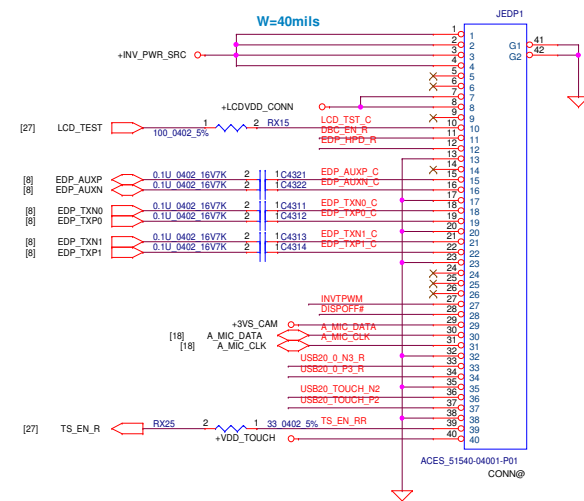 W=40mils
JEDP1
+INV_PWR_SRC
1 1
2 2
3 3
4 4
5 5
6 6
7 7
+LCDVDD_CONN
8 8
9 9
[27] LCD_TEST 1 2 RX15 LCD_TST_C 10 10
100_0402_5%
DBC_EN_R 11 11
EDP_HPD_R 12 12
13 13
14 14
[8] EDP_AUXP 0.1U_0402_16V7K 2 1 C4321 EDP_AUXP_C 15 15
[8] EDP_AUXN 0.1U_0402_16V7K 2 1 C4322 EDP_AUXN_C 16 16
17 17
[8] EDP_TXN0 0.1U_0402_16V7K 2 1 C4311 EDP_TXN0_C 18 18
[8] EDP_TXP0 0.1U_0402_16V7K 2 1 C4312 EDP_TXP0_C 19 19
20 20
[8] EDP_TXN1 0.1U_0402_16V7K 2 1 C4313 EDP_TXN1_C 21 21
[8] EDP_TXP1 0.1U_0402_16V7K 2 1 C4314 EDP_TXP1_C 22 22
23 23
24 24
25 25
26 26
INVTPWM 27 27
DISPOFF# 28 28
+3VS_CAM 29 29
[18] A_MIC_DATA A_MIC_DATA 30 30
[18] A_MIC_CLK A_MIC_CLK 31 31
32 32
USB20_0_N3_R 33 33
USB20_0_P3_R 34 34
35 35
USB20_TOUCH_N2 36 36
USB20_TOUCH_P2 37 37
38 38
[27] TS_EN_R RX25 2 1 33_0402_5% TS_EN_RR 39 39
+VDD_TOUCH 40 40
G1 41
G2 42
ACES_51540-04001-P01
CONN@